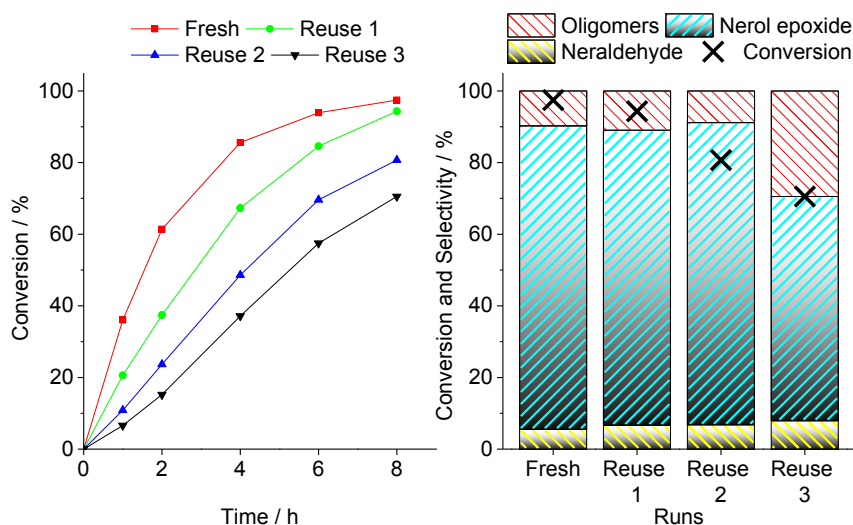 Fresh
Reuse 1
Reuse 2
Reuse 3
Conversion / %
100
80
60
40
20
0
0
2
4
6
8
Time / h
Oligomers
Nerol epoxide
Neraldehyde
Conversion
Conversion and Selectivity / %
100
80
60
40
20
0
Fresh
Reuse
1
Reuse
2
Reuse
3
Runs